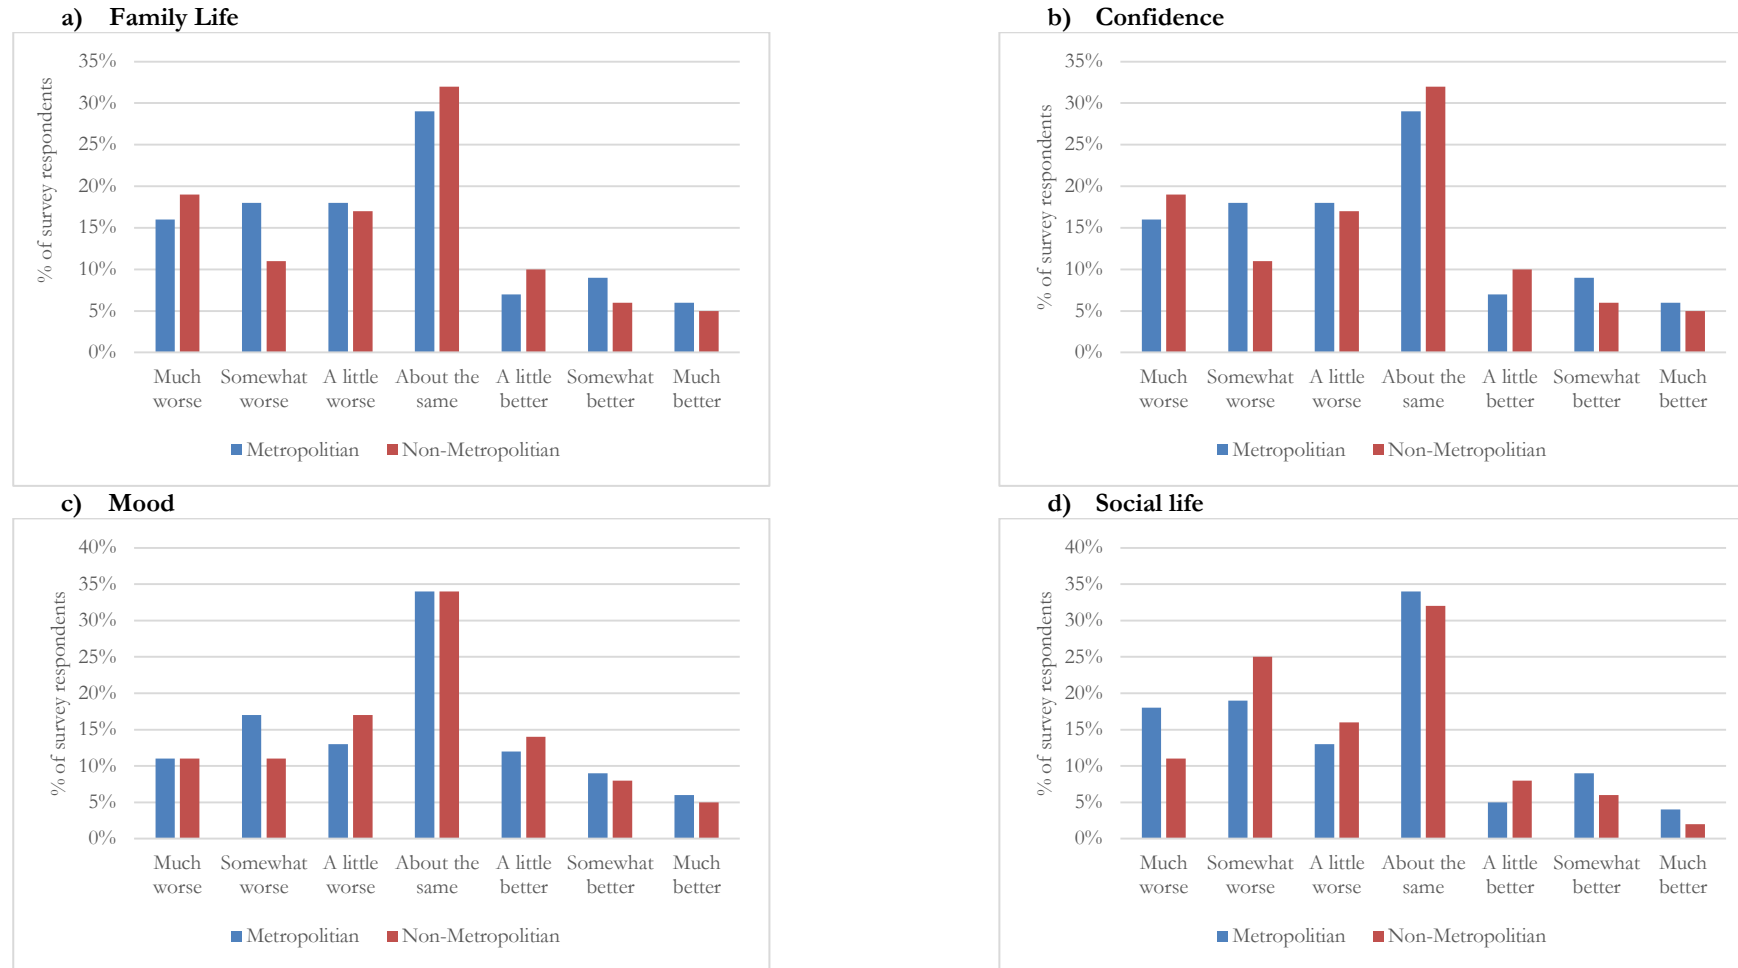 a) Family Life
35%
30%
25%
20%
15%
10%
5%
0%
% of survey respondents
Much worse
Somewhat worse
A little worse
About the same
A little better
Somewhat better
Much better
Metropolitian
Non-Metropolitian
b) Confidence
35%
30%
25%
20%
15%
10%
5%
0%
% of survey respondents
Much worse
Somewhat worse
A little worse
About the same
A little better
Somewhat better
Much better
Metropolitian
Non-Metropolitian
c) Mood
40%
35%
30%
25%
20%
15%
10%
5%
0%
% of survey respondents
Much worse
Somewhat worse
A little worse
About the same
A little better
Somewhat better
Much better
Metropolitian
Non-Metropolitian
d) Social life
40%
35%
30%
25%
20%
15%
10%
5%
0%
% of survey respondents
Much worse
Somewhat worse
A little worse
About the same
A little better
Somewhat better
Much better
Metropolitian
Non-Metropolitian